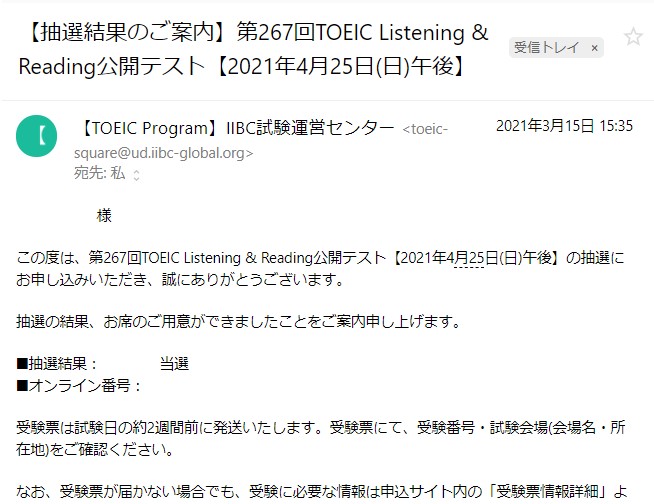 【抽選結果のご案内】第267回TOEIC Listening &
Reading公開テスト【2021年4月25日(日)午後】
受信トレイ ×
【TOEIC Program】IIBC試験運営センター <toeic-
square@ud.iibc-global.org>
2021年3月15日 15:35
宛先: 私
様
この度は、第267回TOEIC Listening & Reading公開テスト【2021年4月25日(日)午後】の抽選に
お申し込みいただき、誠にありがとうございます。
抽選の結果、お席のご用意ができましたことをご案内申し上げます。
■抽選結果： 当選
■オンライン番号：
受験票は試験日の約2週間前に発送いたします。受験票にて、受験番号・試験会場(会場名・所
在地)をご確認ください。
なお、受験票が届かない場合でも、受験に必要な情報は申込サイト内の「受験票情報詳細」よ